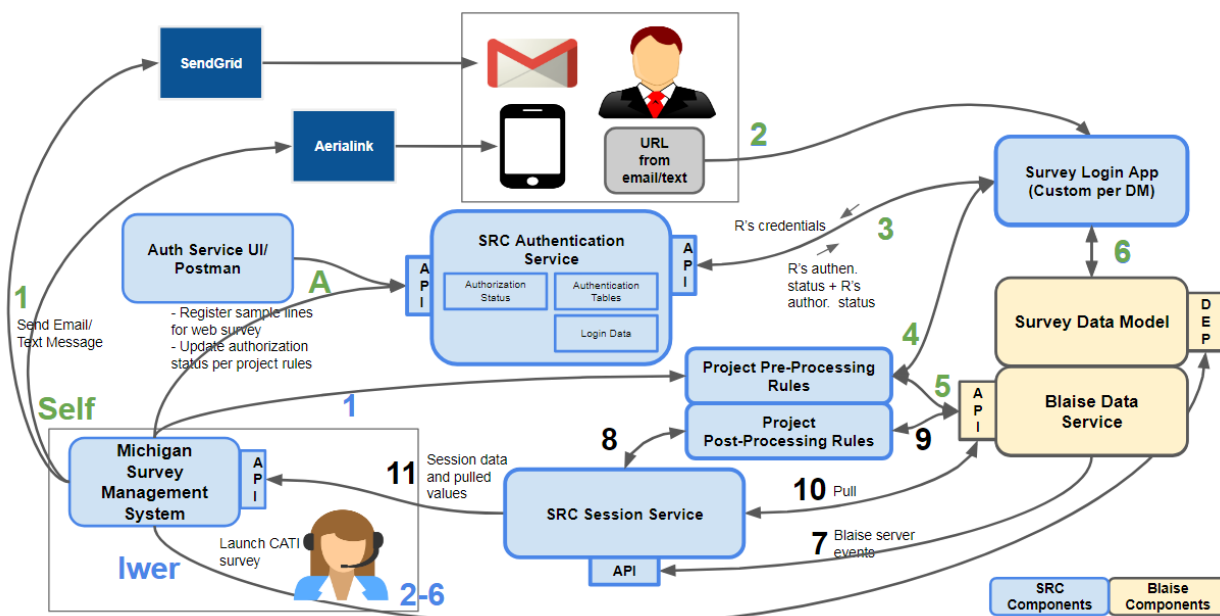 SendGrid
Aerialink
URL
from
email/text
2
Survey Login App
(Custom per DM)
Auth Service UI/
Postman
A
API
SRC Authentication
Service
Authorization
Status
Authentication
Tables
Login Data
API
R's credentials
3
R's authen.
status + R's
author. status
6
1
Send Email/
Text Message
- Register sample lines
for web survey
- Update authorization
status per project rules
Survey Data Model
DEP
4
Project Pre-Processing
Rules
5
API
Blaise Data
Service
Self
1
Project
Post-Processing Rules
8
9
Michigan
Survey
Management
System
API
11
Session data
and pulled
values
SRC Session Service
10
Pull
7
Blaise server
events
API
Launch CATI
survey
Iwer
2-6
SRC
Components
Blaise
Components